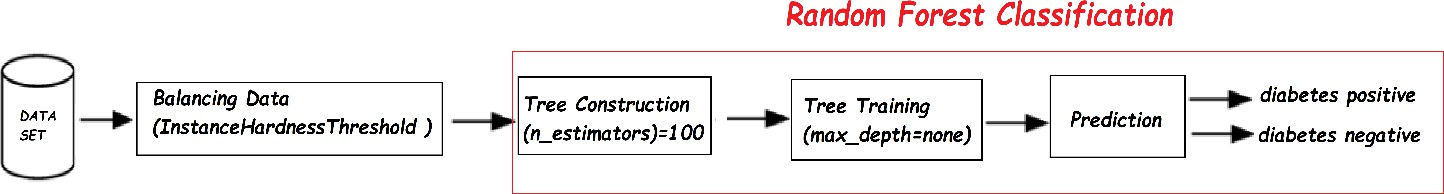 Random Forest Classification
DATA
SET
Balancing Data
(InstanceHardnessThreshold )
Tree Construction
(n_estimators)=100
Tree Training
(max_depth=none)
Prediction
diabetes positive
diabetes negative